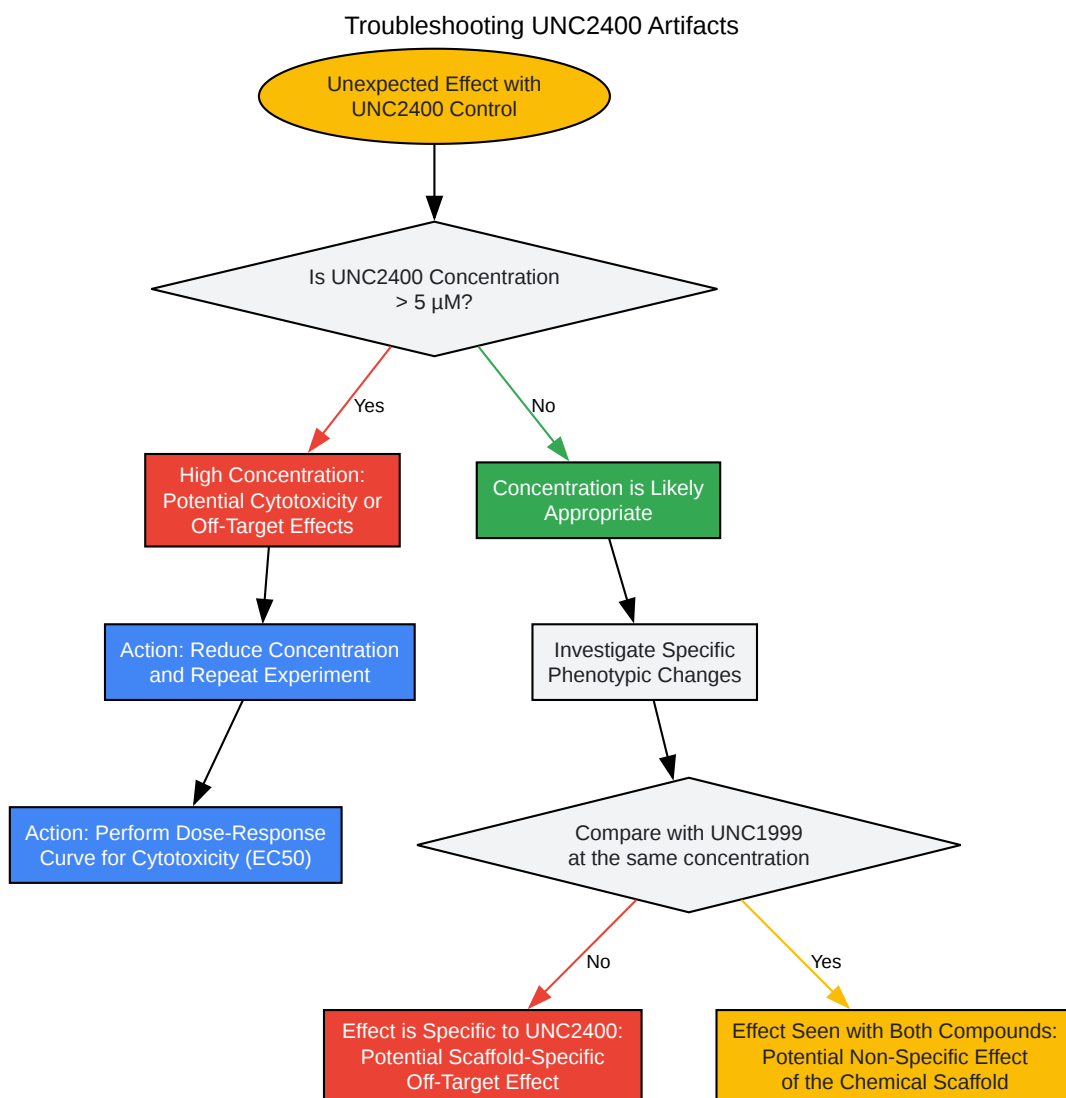 Troubleshooting UNC2400 Artifacts
Unexpected Effect with
UNC2400 Control
Is UNC2400 Concentration
> 5 µM?
Yes
No
High Concentration:
Potential Cytotoxicity or
Off-Target Effects
Concentration is Likely
Appropriate
Action: Reduce Concentration
and Repeat Experiment
Investigate Specific
Phenotypic Changes
Action: Perform Dose-Response
Curve for Cytotoxicity (EC50)
Compare with UNC1999
at the same concentration
No
Yes
Effect is Specific to UNC2400:
Potential Scaffold-Specific
Off-Target Effect
Effect Seen with Both Compounds:
Potential Non-Specific Effect
of the Chemical Scaffold